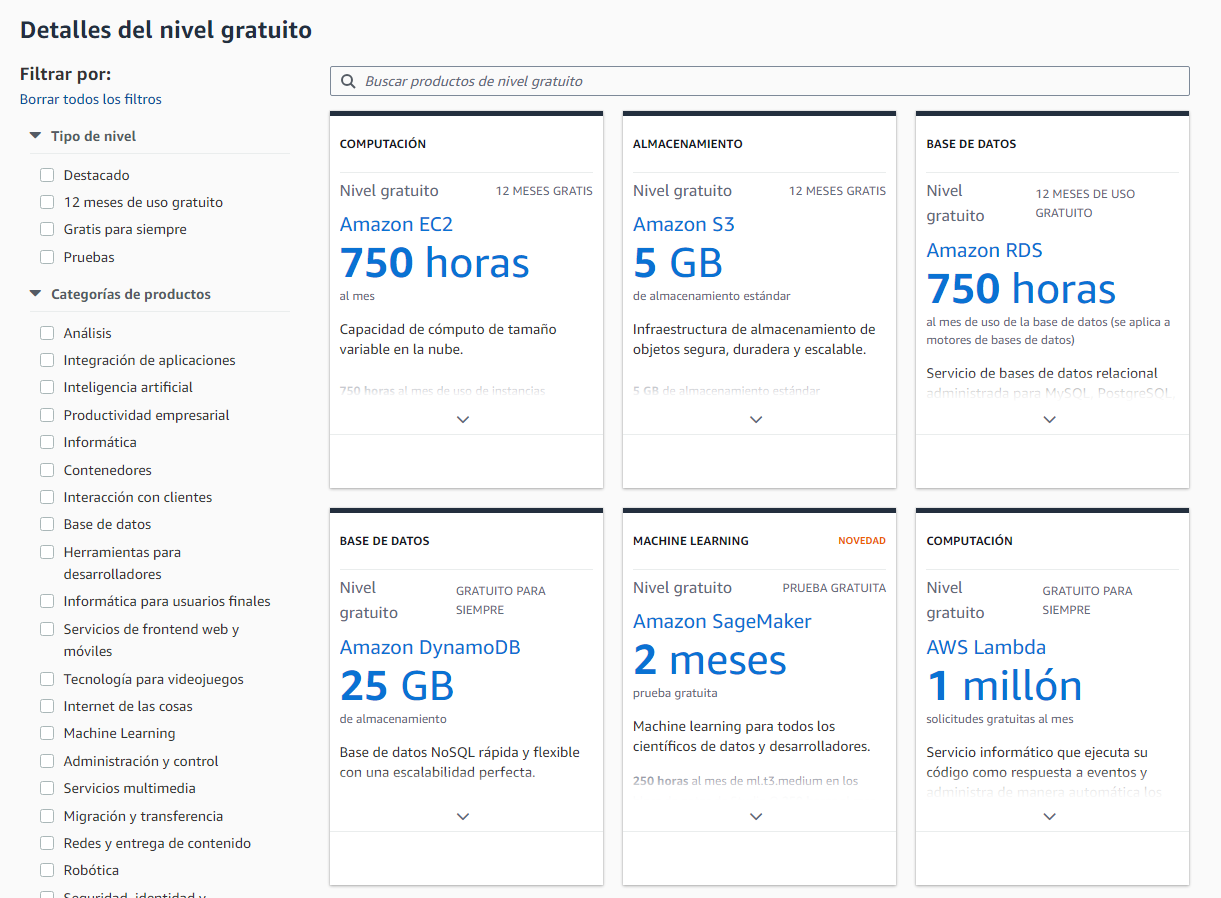 Detalles del nivel gratuito
Filtrar por:
Borrar todos los filtros
Tipo de nivel
Destacado
12 meses de uso gratuito
Gratis para siempre
Pruebas
Categorías de productos
Análisis
Integración de aplicaciones
Inteligencia artificial
Productividad empresarial
Informática
Contenedores
Interacción con clientes
Base de datos
Herramientas para
desarrolladores
Informática para usuarios finales
Servicios de frontend web y
móviles
Tecnología para videojuegos
Internet de las cosas
Machine Learning
Administración y control
Servicios multimedia
Migración y transferencia
Redes y entrega de contenido
Robótica
Seguridad, identidad y
Buscar productos de nivel gratuito
COMPUTACIÓN
Nivel gratuito 12 MESES GRATIS
Amazon EC2
750 horas
al mes
Capacidad de cómputo de tamaño
variable en la nube.
750 horas al mes de uso de instancias
ALMACENAMIENTO
Nivel gratuito 12 MESES GRATIS
Amazon S3
5 GB
de almacenamiento estándar
Infraestructura de almacenamiento de
objetos segura, duradera y escalable.
5 GB de almacenamiento estándar
BASE DE DATOS
Nivel
gratuito
12 MESES DE USO
GRATUITO
Amazon RDS
750 horas
al mes de uso de la base de datos (se aplica a
motores de bases de datos)
Servicio de bases de datos relacional
administrada para MySQL, PostgreSQL,
BASE DE DATOS
Nivel
gratuito
GRATUITO PARA
SIEMPRE
Amazon DynamoDB
25 GB
de almacenamiento
Base de datos NoSQL rápida y flexible
con una escalabilidad perfecta.
MACHINE LEARNING NOVEDAD
Nivel gratuito PRUEBA GRATUITA
Amazon SageMaker
2 meses
prueba gratuita
Machine learning para todos los
científicos de datos y desarrolladores.
250 horas al mes de ml.t3.medium en los
COMPUTACIÓN
Nivel
gratuito
GRATUITO PARA
SIEMPRE
AWS Lambda
1 millón
solicitudes gratuitas al mes
Servicio informático que ejecuta su
código como respuesta a eventos y
administra de manera automática los